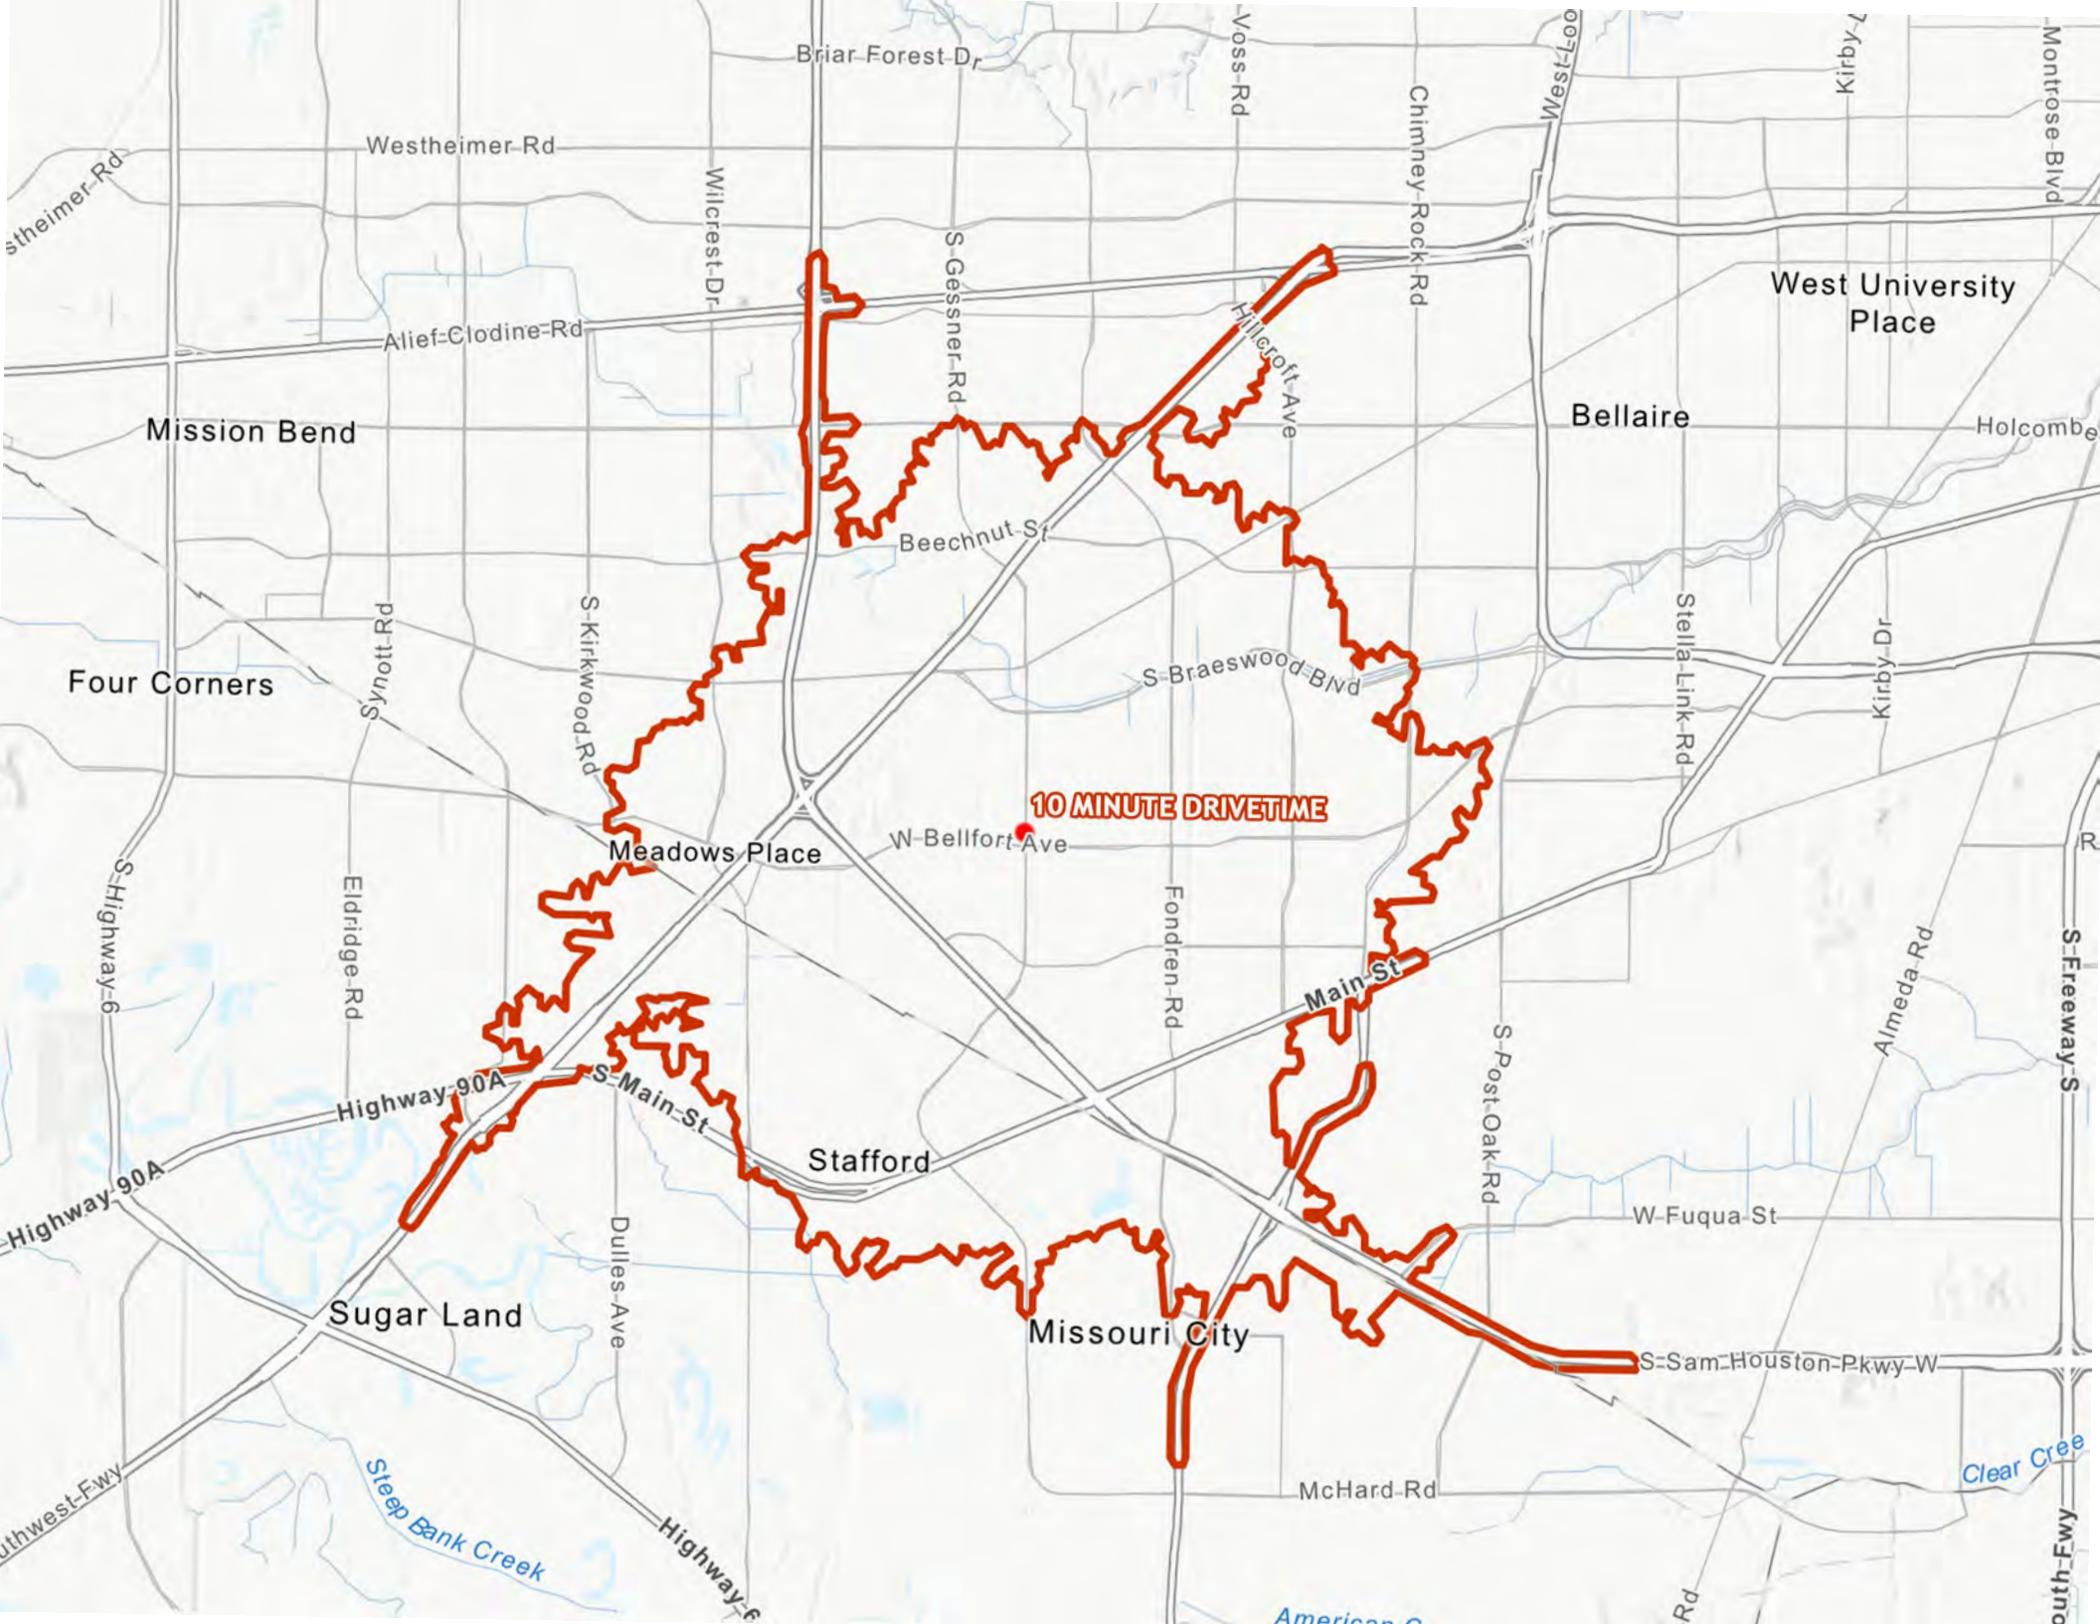 Briar Forest Dr
Voss-Rd
Chimney-Rock-Rd
West-Loo
Kirby-D
Montrose-Blvd
Westheimer-Rd
stheimer-Rd
Wilcrest-Dr
S-Gessner-Rd
Hillcroft-Ave
West University
Place
Alief-Clodine-Rd
Mission Bend
Bellaire
Holcombe
Beechnut-St
Synott-Rd
S-Kirkwood-Rd
Stella-Link-Rd
Kirby-Dr
Four Corners
S-Braeswood-Blvd
10 MINUTE DRIVETIME
W-Bellfort-Ave
Meadows Place
R
S-Highway-6
Eldridge-Rd
Fondren-Rd
Main-St
Almeda-Rd
S-Freeway-S
S-Post-Oak-Rd
Highway-90A
S-Main-St
Stafford
Highway-90A
W-Fuqua-St
Dulles-Ave
Sugar Land
Missouri City
S-Sam-Houston-Pkwy-W
Clear Cree
McHard-Rd
uthwest-Fwy
Steep Bank Creek
Highway-6
outh-Fwy
Rd
American C